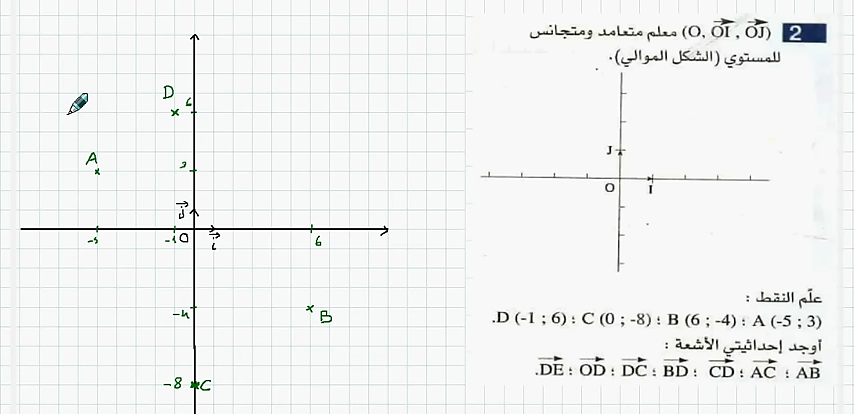 2 (O, OI, OJ) معلم متعامد ومتجانس
للمستوي (الشكل الموالي).
J
O
I
علّم النقط :
A (-5 ; 3) ؛ B (6 ; -4) ؛ C (0 ; -8) ؛ D (-1 ; 6).
أوجد إحداثيتي الأشعة :
AB ؛ AC ؛ CD ؛ BD ؛ DC ؛ OD ؛ DE.
D
6
A
3
J
-5
-1
O
i
6
-4
B
-8
C